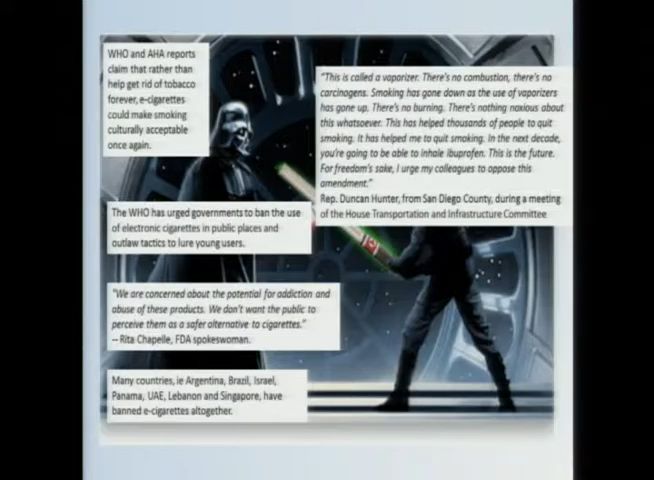 WHO and AHA reports
claim that rather than
help get rid of tobacco
forever, e-cigarettes
could make smoking
culturally acceptable
once again.
"This is called a vaporizer. There's no combustion, there's no
carcinogens. Smoking has gone down as the use of vaporizers
has gone up. There's no burning. There's nothing noxious about
this whatsoever. This has helped thousands of people to quit
smoking. It has helped me to quit smoking. In the next decade,
you're going to be able to inhale ibuprofen. This is the future.
For freedom's sake, I urge my colleagues to oppose this
amendment."
Rep. Duncan Hunter, from San Diego County, during a meeting
of the House Transportation and Infrastructure Committee
The WHO has urged governments to ban the use
of electronic cigarettes in public places and
outlaw tactics to lure young users.
"We are concerned about the potential for addiction and
abuse of these products. We don't want the public to
perceive them as a safer alternative to cigarettes."
-- Rita Chapelle, FDA spokeswoman.
Many countries, ie Argentina, Brazil, Israel,
Panama, UAE, Lebanon and Singapore, have
banned e-cigarettes altogether.